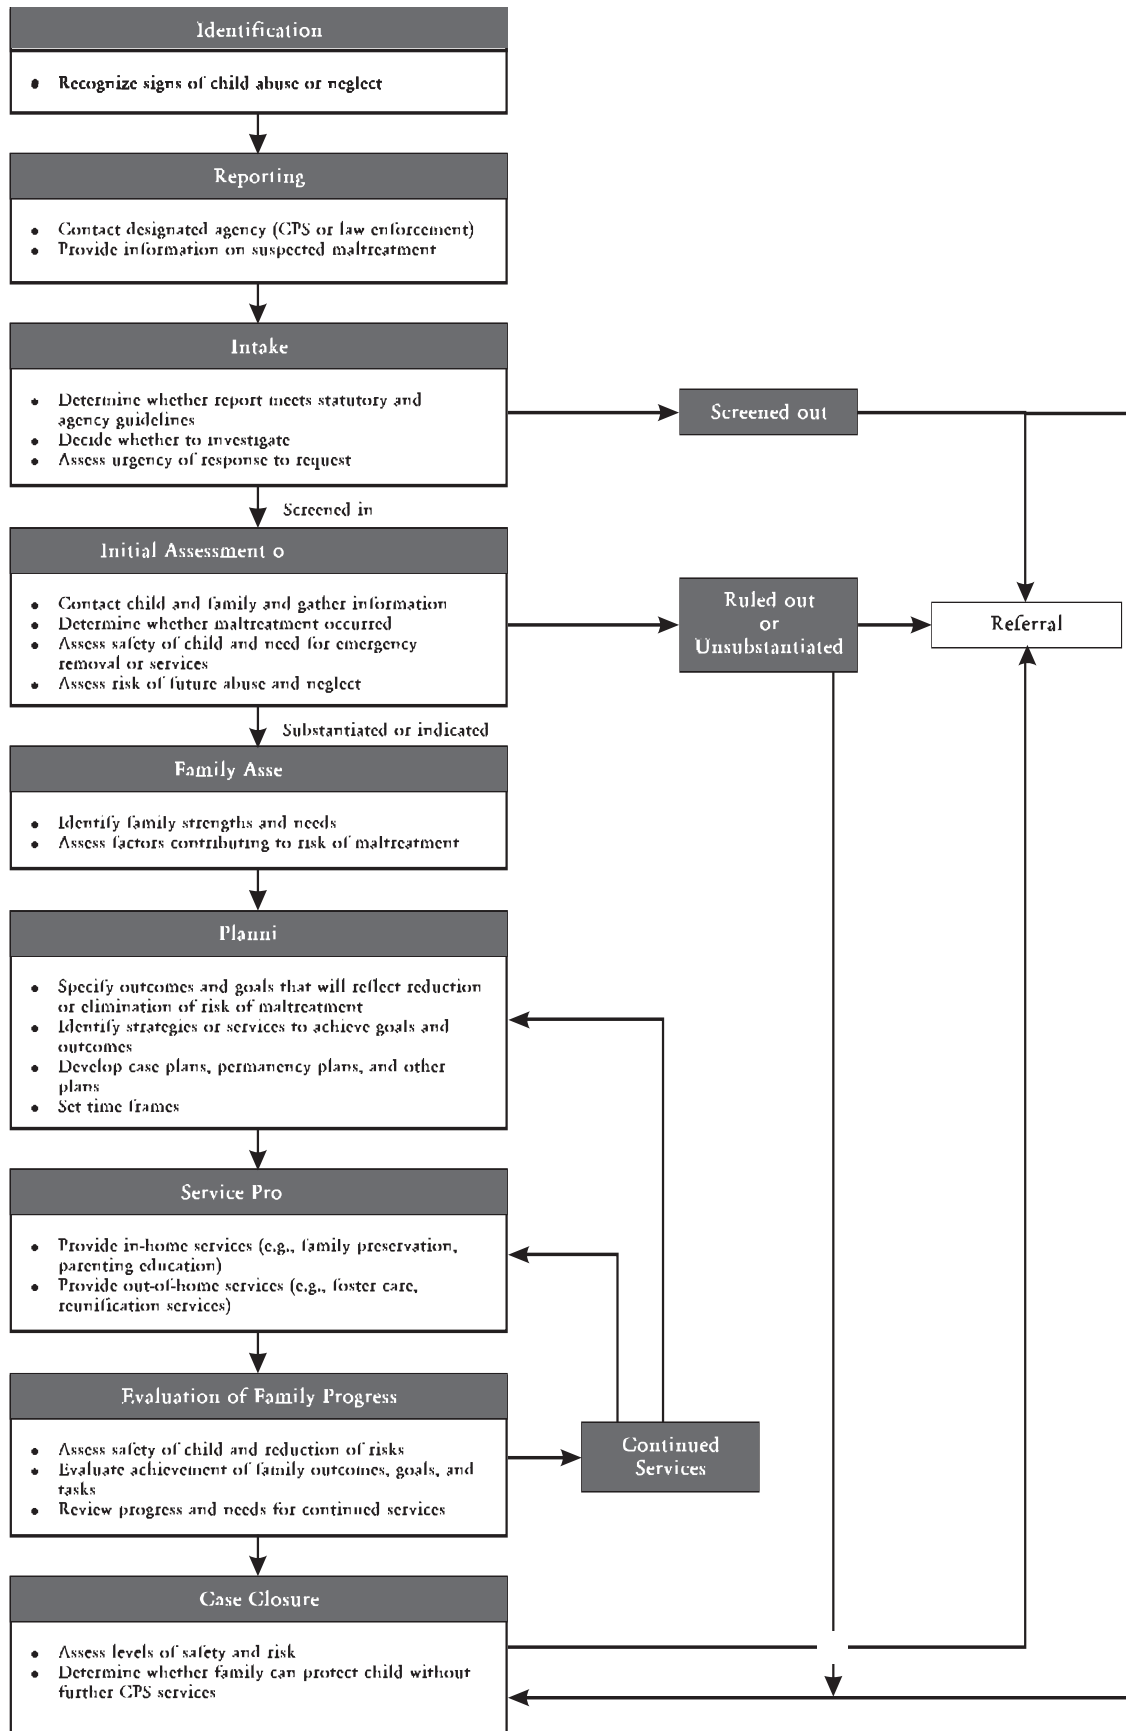 Identification
• Recognize signs of child abuse or neglect
Reporting
• Contact designated agency (CPS or law enforcement)
• Provide information on suspected maltreatment
Intake
• Determine whether report meets statutory and
agency guidelines
• Decide whether to investigate
• Assess urgency of response to request
Screened out
Screened in
Initial Assessment o
• Contact child and family and gather information
• Determine whether maltreatment occurred
• Assess safety of child and need for emergency
removal or services
• Assess risk of future abuse and neglect
Ruled out
or
Unsubstantiated
Referral
Substantiated or indicated
Family Asse
• Identify family strengths and needs
• Assess factors contributing to risk of maltreatment
Planni
• Specify outcomes and goals that will reflect reduction
or elimination of risk of maltreatment
• Identify strategies or services to achieve goals and
outcomes
• Develop case plans, permanency plans, and other
plans
• Set time frames
Service Pro
• Provide in-home services (e.g., family preservation,
parenting education)
• Provide out-of-home services (e.g., foster care,
reunification services)
Evaluation of Family Progress
• Assess safety of child and reduction of risks
• Evaluate achievement of family outcomes, goals, and
tasks
• Review progress and needs for continued services
Continued
Services
Case Closure
• Assess levels of safety and risk
• Determine whether family can protect child without
further CPS services